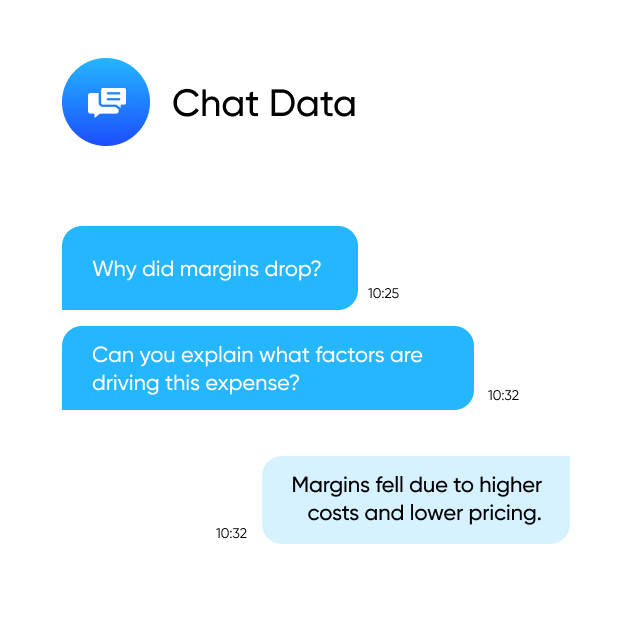 Chat Data
Why did margins drop?
10:25
Can you explain what factors are
driving this expense?
10:32
Margins fell due to higher
costs and lower pricing.
10:32